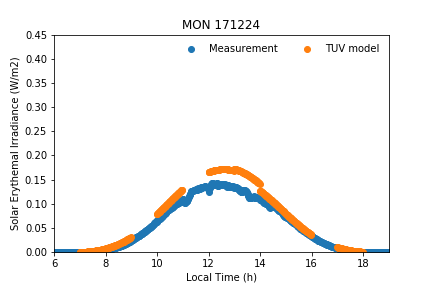 MON 171224
Measurement
TUV model
Solar Erythemal Irradiance (W/m2)
0.45
0.40
0.35
0.30
0.25
0.20
0.15
0.10
0.05
0.00
6 8 10 12 14 16 18
Local Time (h)